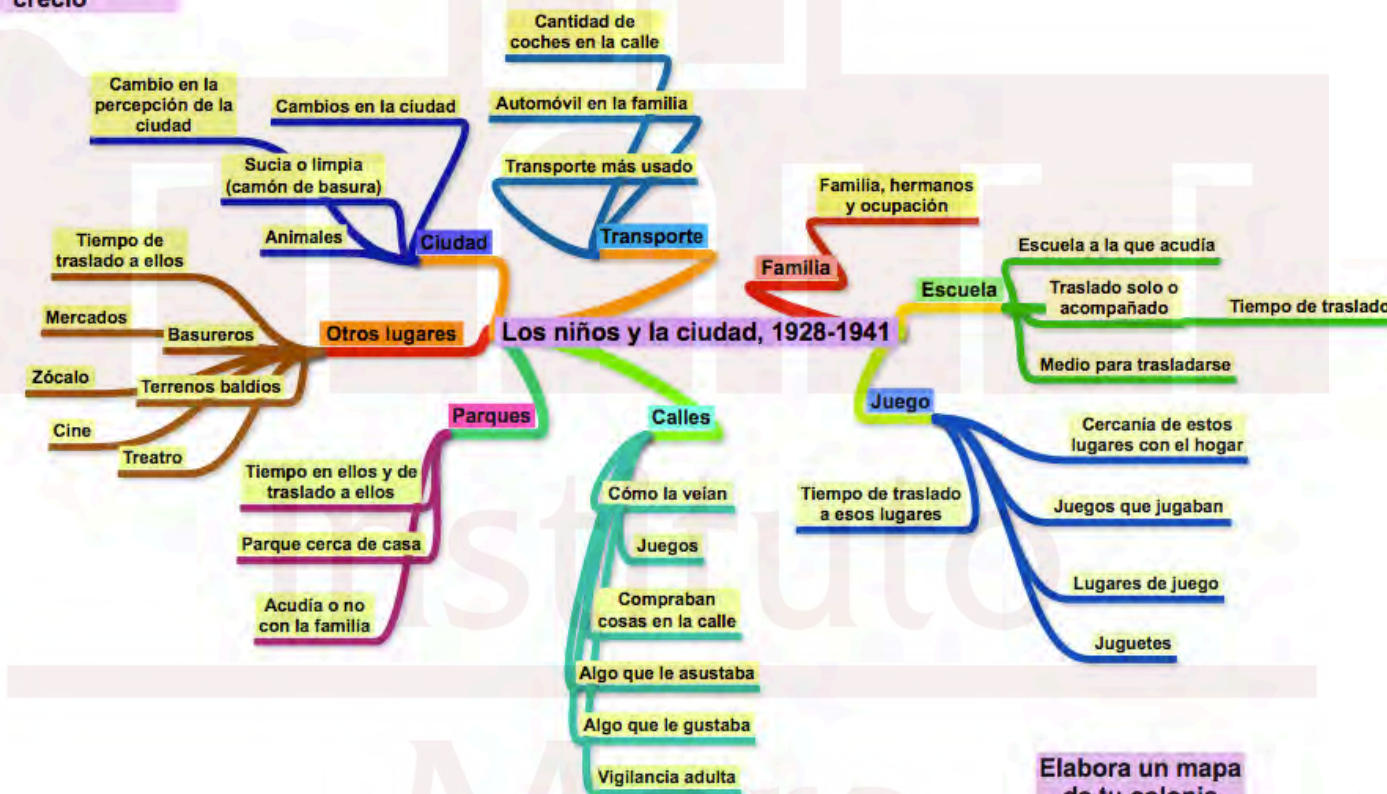 creció
Cantidad de
coches en la calle
Automóvil en la familia
Transporte más usado
Transporte
Cambio en la
percepción de la
ciudad
Cambios en la ciudad
Sucia o limpia
(camón de basura)
Animales
Ciudad
Tiempo de
traslado a ellos
Mercados
Basureros
Zócalo
Terrenos baldíos
Cine
Treatro
Otros lugares
Los niños y la ciudad, 1928-1941
Familia, hermanos
y ocupación
Familia
Escuela
Escuela a la que acudía
Traslado solo o
acompañado
Tiempo de traslado
Medio para trasladarse
Juego
Cercanía de estos
lugares con el hogar
Tiempo de traslado
a esos lugares
Juegos que jugaban
Lugares de juego
Juguetes
Parques
Tiempo en ellos y de
traslado a ellos
Parque cerca de casa
Acudía o no
con la familia
Calles
Cómo la veían
Juegos
Compraban
cosas en la calle
Algo que le asustaba
Algo que le gustaba
Vigilancia adulta
Elabora un mapa
de tu colonia
Instituto
Mora